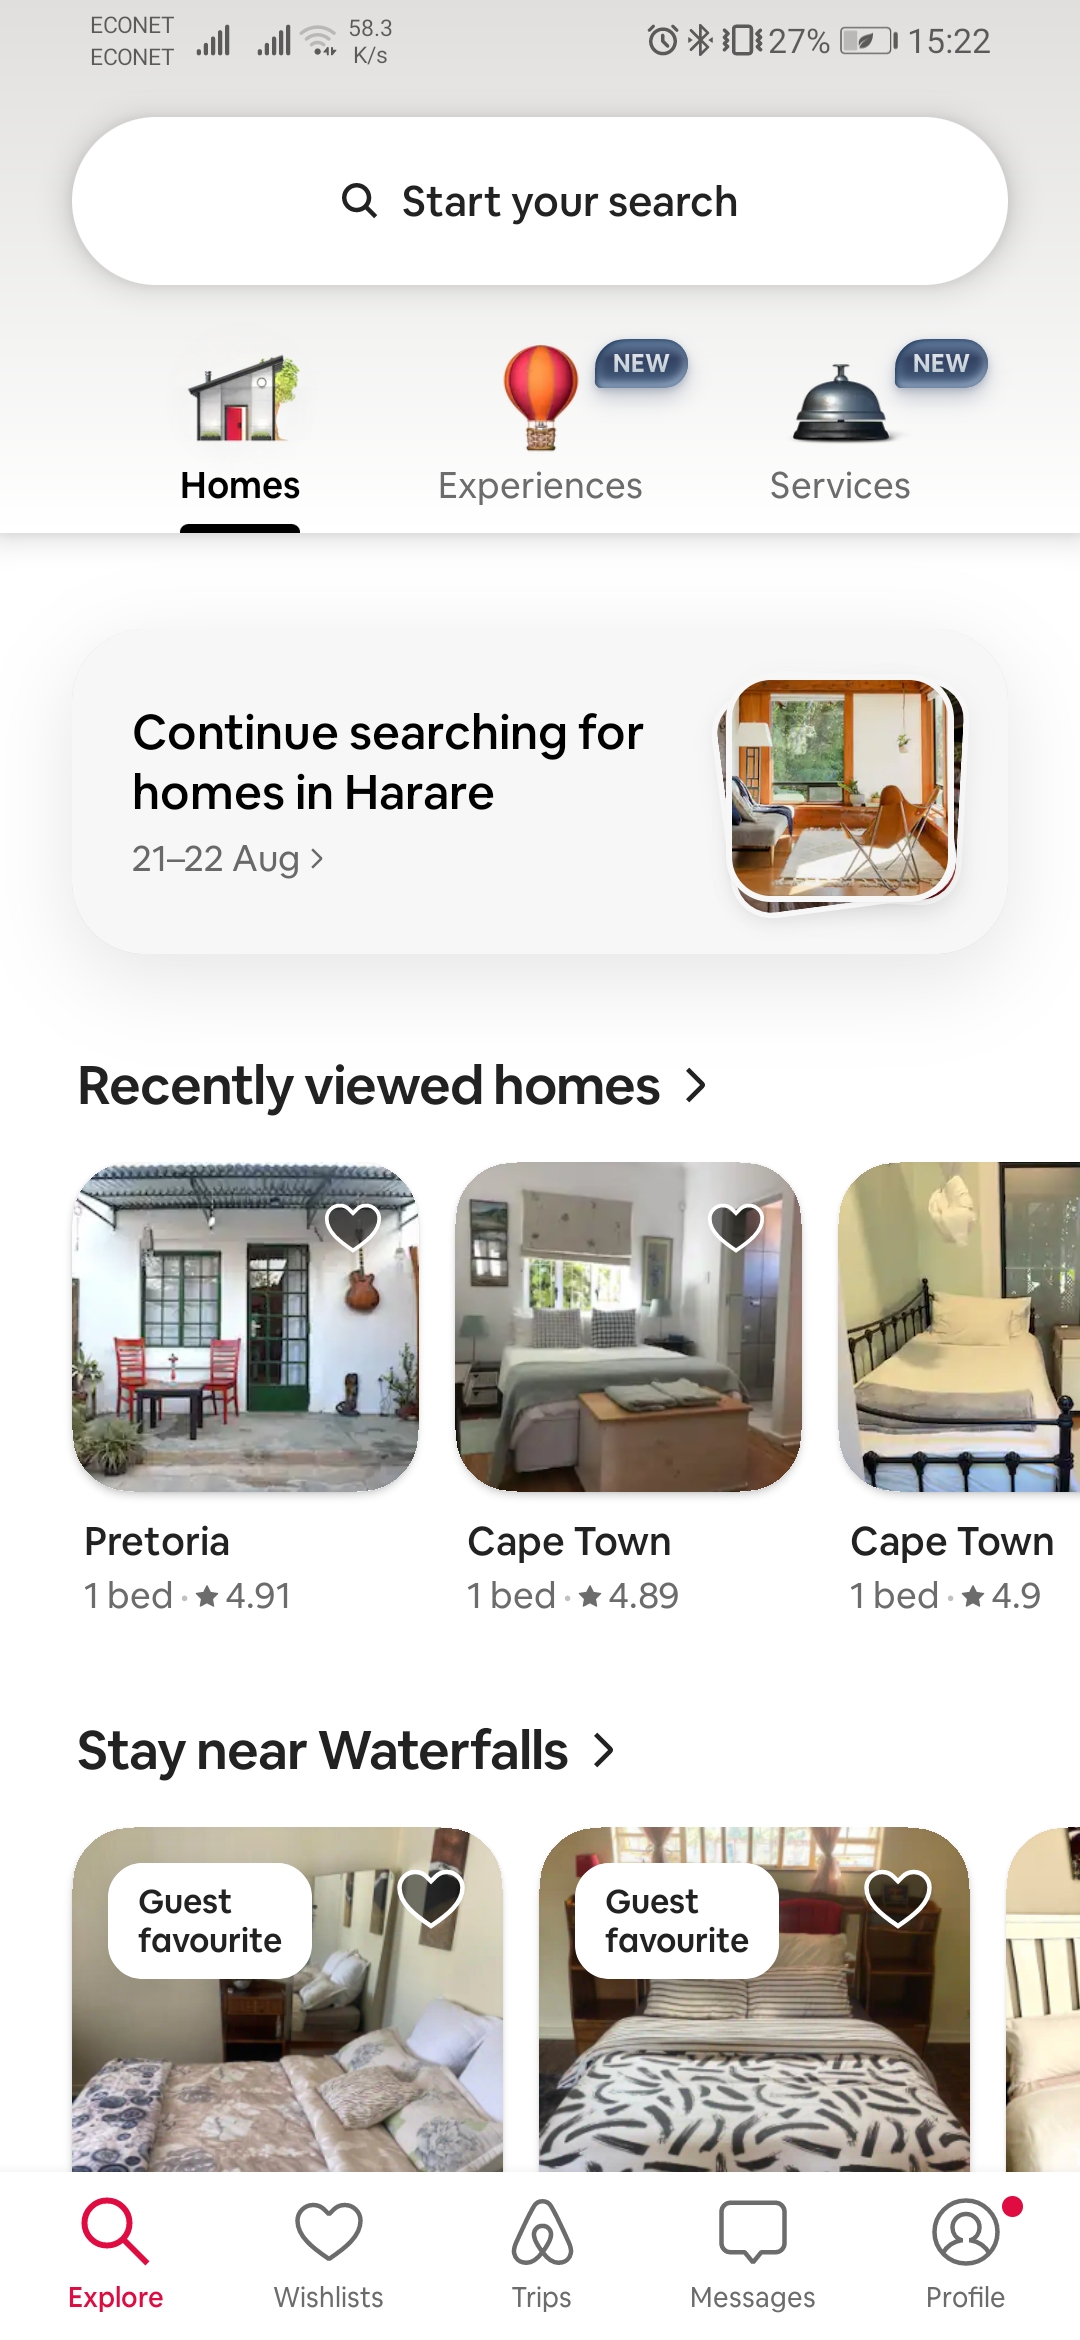 ECONET
ECONET
58.3
K/s
27%
15:22
Start your search
NEW
NEW
Homes
Experiences
Services
Continue searching for
homes in Harare
21–22 Aug
Recently viewed homes
Pretoria
1 bed · ★ 4.91
Cape Town
1 bed · ★ 4.89
Cape Town
1 bed · ★ 4.9
Stay near Waterfalls
Guest
favourite
Guest
favourite
Explore
Wishlists
Trips
Messages
Profile